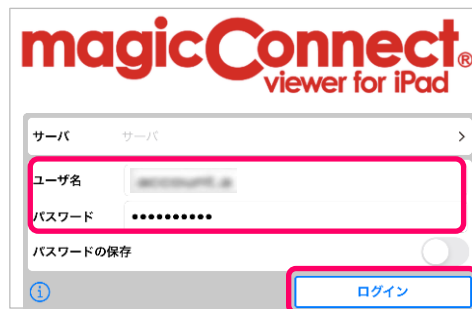 magicConnect®
viewer for iPad
サーバ サーバ
ユーザ名
パスワード ••••••••••
パスワードの保存
ログイン